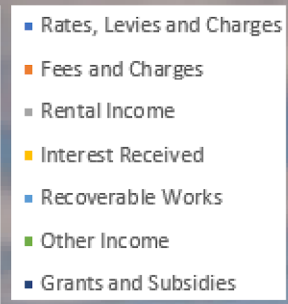 Rates, Levies and Charges
Fees and Charges
Rental Income
Interest Received
Recoverable Works
Other Income
Grants and Subsidies